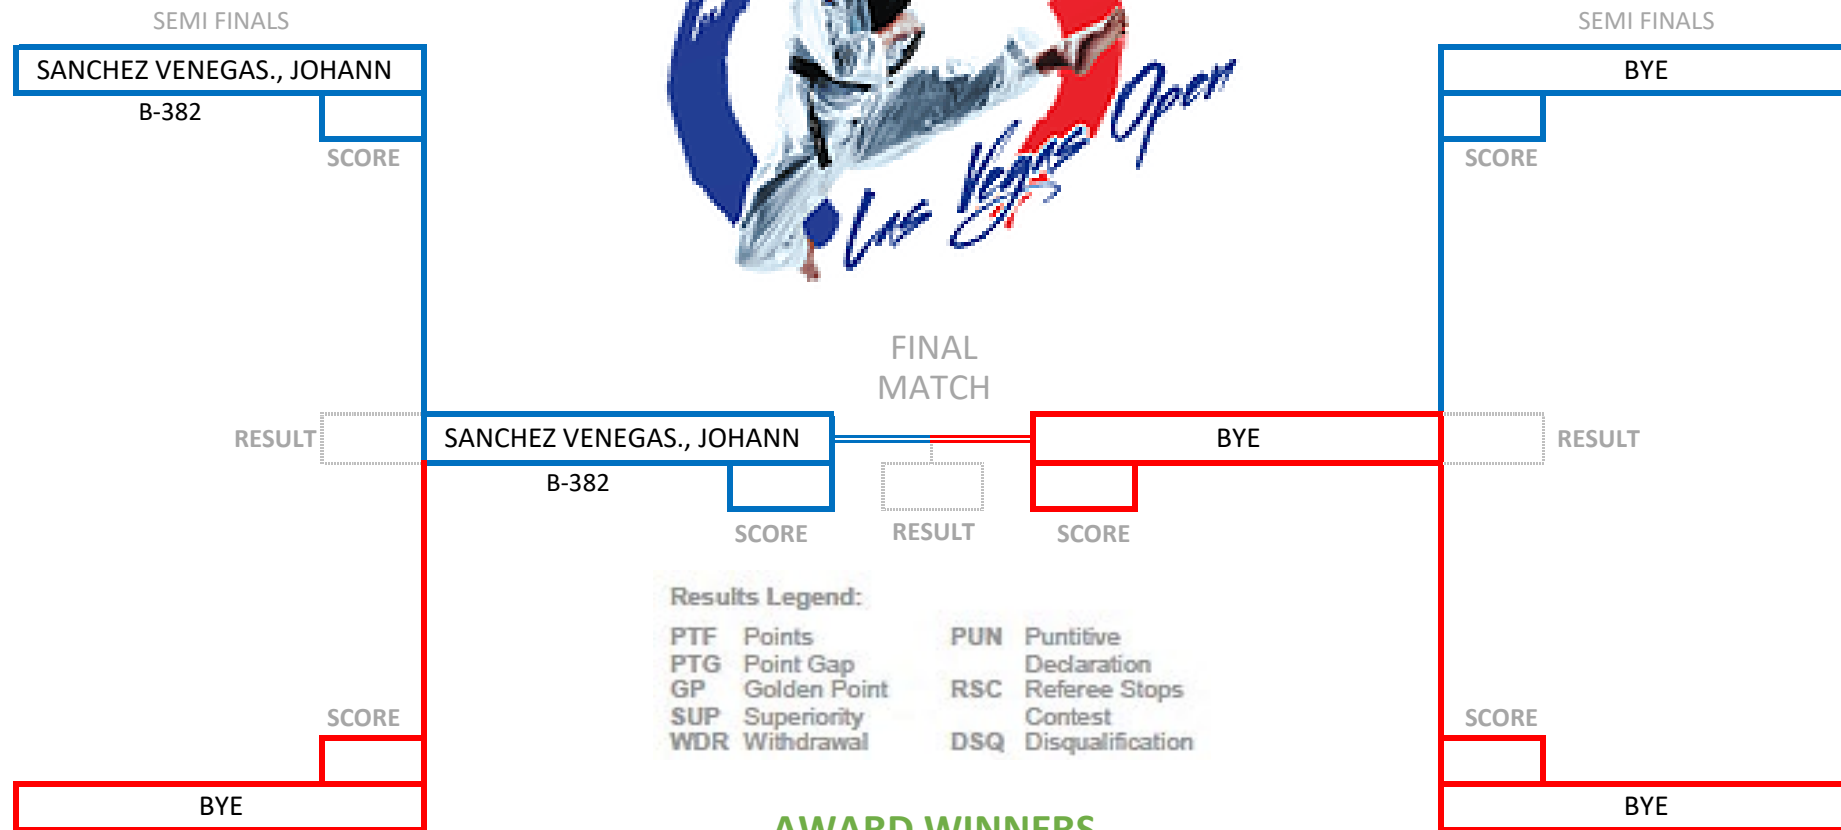 SEMI FINALS
SEMI FINALS
SANCHEZ VENEGAS., JOHANN
BYE
B-382
SCORE
SCORE
Las Vegas Open
FINAL
MATCH
RESULT
SANCHEZ VENEGAS., JOHANN
BYE
RESULT
B-382
SCORE
RESULT
SCORE
Results Legend:
PTF Points PUN Puntitive
PTG Point Gap Declaration
GP Golden Point RSC Referee Stops
SUP Superiority Contest
WDR Withdrawal DSQ Disqualification
SCORE
SCORE
BYE
BYE
AWARD WINNERS